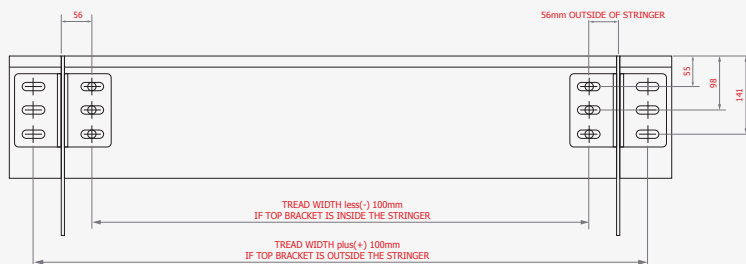 56
56mm OUTSIDE OF STRINGER
55
98
141
TREAD WIDTH less(-) 100mm
IF TOP BRACKET IS INSIDE THE STRINGER
TREAD WIDTH plus(+) 100mm
IF TOP BRACKET IS OUTSIDE THE STRINGER